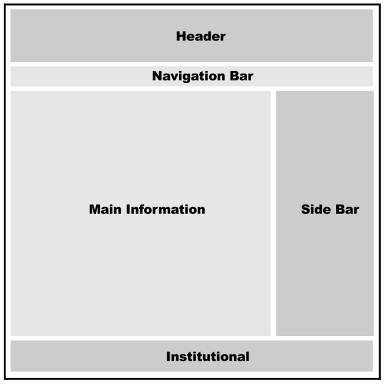 Header
Navigation Bar
Main Information
Side Bar
Institutional